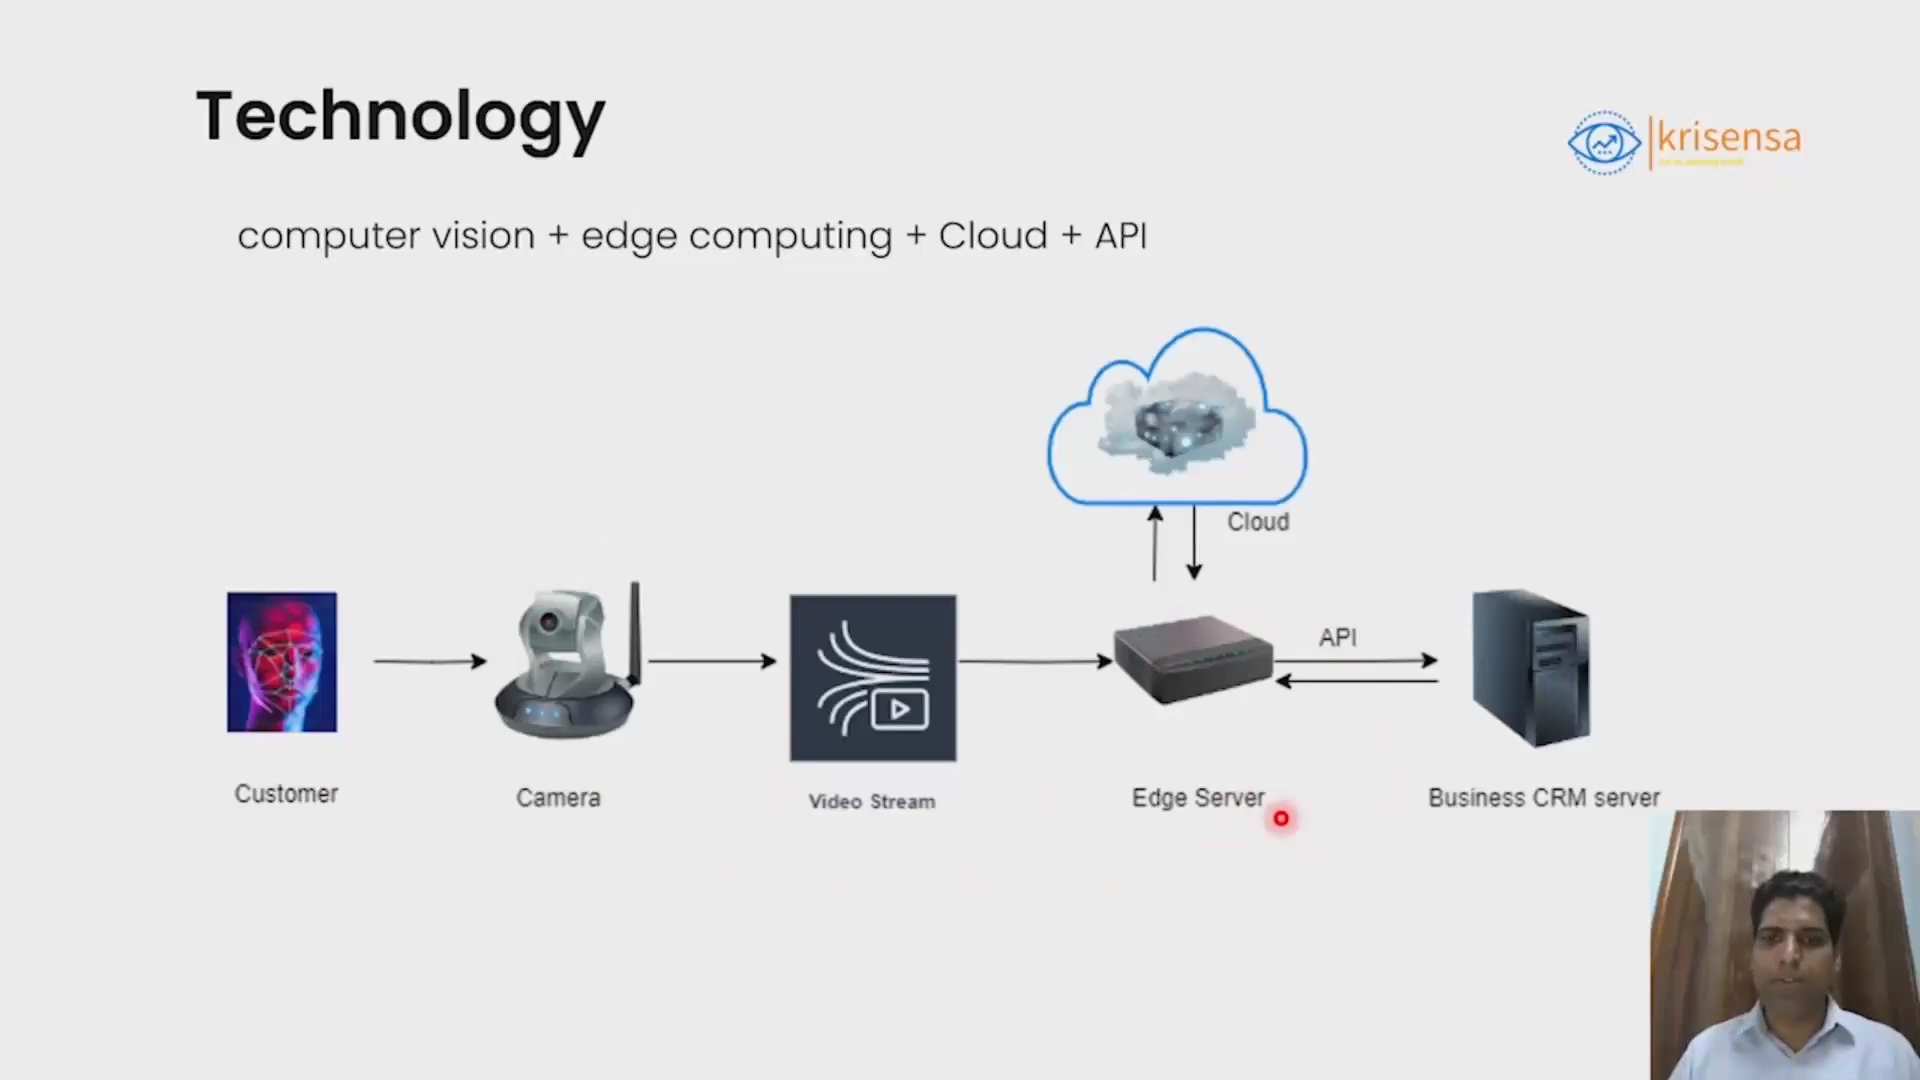 Technology
krisensa
computer vision + edge computing + Cloud + API
Cloud
API
Customer
Camera
Video Stream
Edge Server
Business CRM server